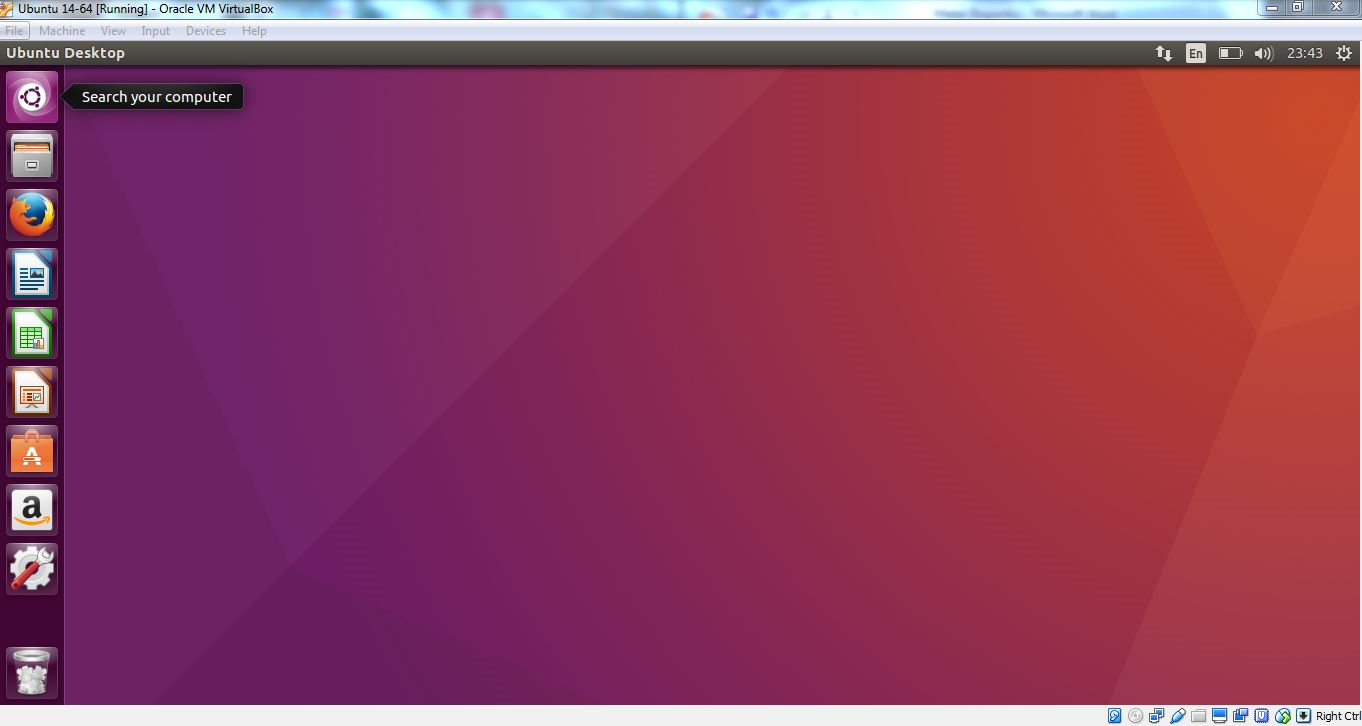 Ubuntu 14-64 [Running] - Oracle VM VirtualBox
File Machine View Input Devices Help
Ubuntu Desktop En 23:43
Search your computer
A
a
U
Right Ctrl